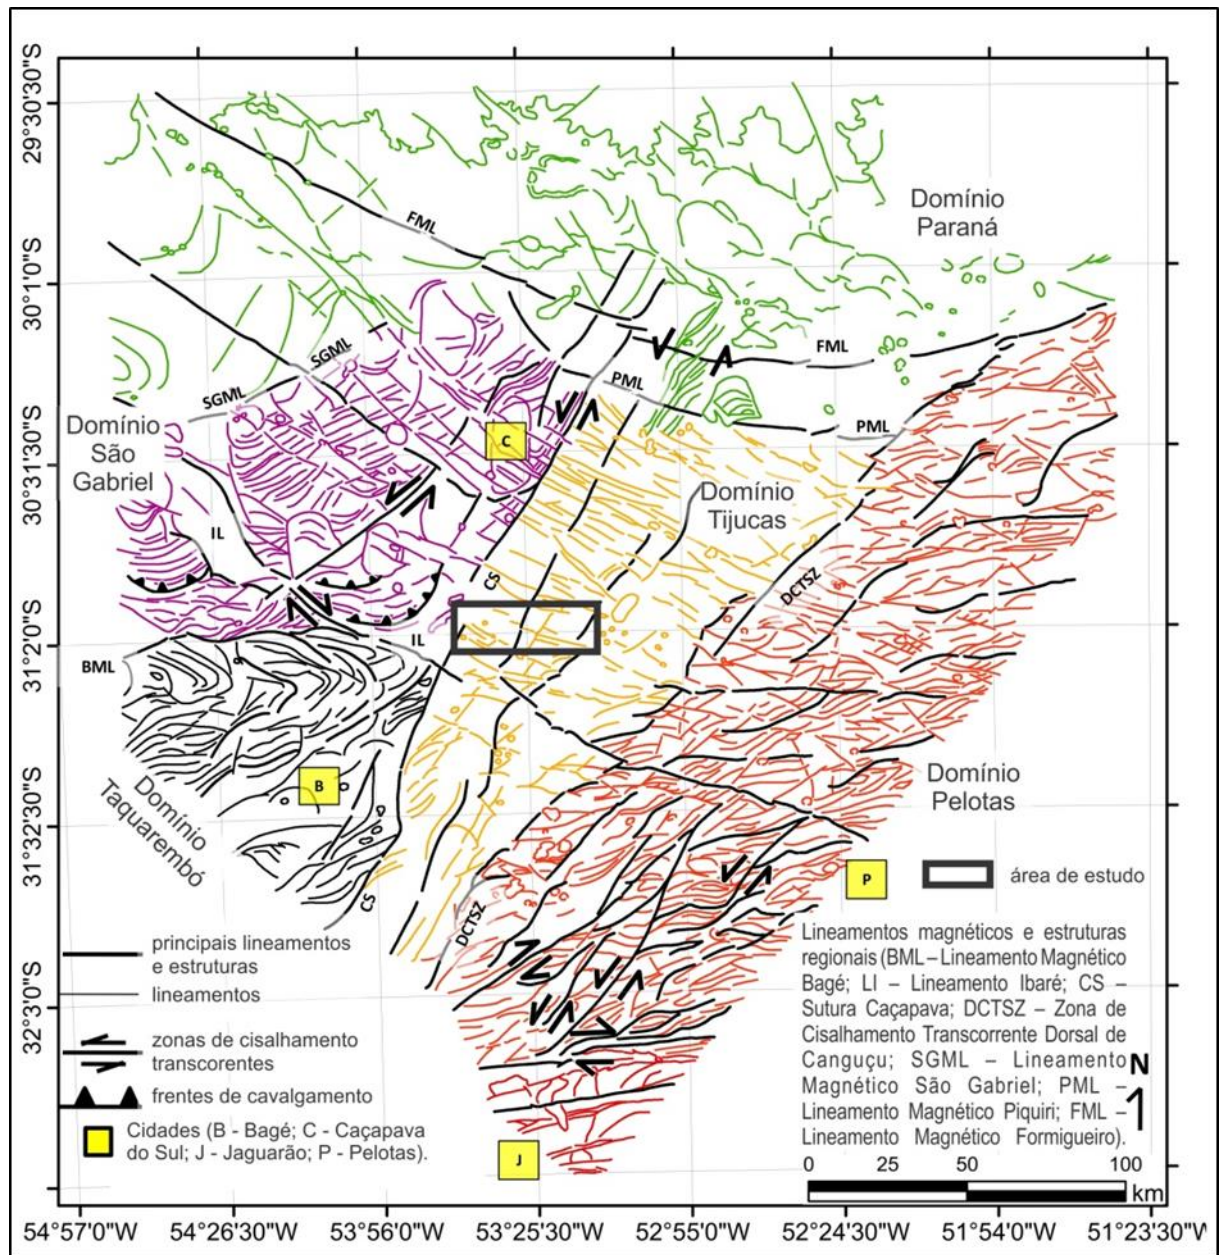 29°30'30"S
30°1'0"S
30°31'30"S
31°2'0"S
31°32'30"S
32°3'0"S
Domínio
Paraná
FML
FML
SGML
SGML
PML
PML
Domínio
São
Gabriel
C
Domínio
Tijucas
IL
CS
DCTSZ
IL
BML
B
Domínio
Taquarembó
Domínio
Pelotas
P
área de estudo
CS
DCTSZ
principais lineamentos
e estruturas
lineamentos
zonas de cisalhamento
transcorentes
frentes de cavalgamento
Cidades (B - Bagé; C - Caçapava
do Sul; J - Jaguarão; P - Pelotas).
J
Lineamentos magnéticos e estruturas
regionais (BML – Lineamento Magnético
Bagé; LI – Lineamento Ibaré; CS –
Sutura Caçapava; DCTSZ – Zona de
Cisalhamento Transcorrente Dorsal de
Canguçu; SGML – Lineamento
Magnético São Gabriel; PML –
Lineamento Magnético Piquiri; FML –
Lineamento Magnético Formigueiro).
N
0 25 50 100
km
54°57'0"W 54°26'30"W 53°56'0"W 53°25'30"W 52°55'0"W 52°24'30"W 51°54'0"W 51°23'30"W